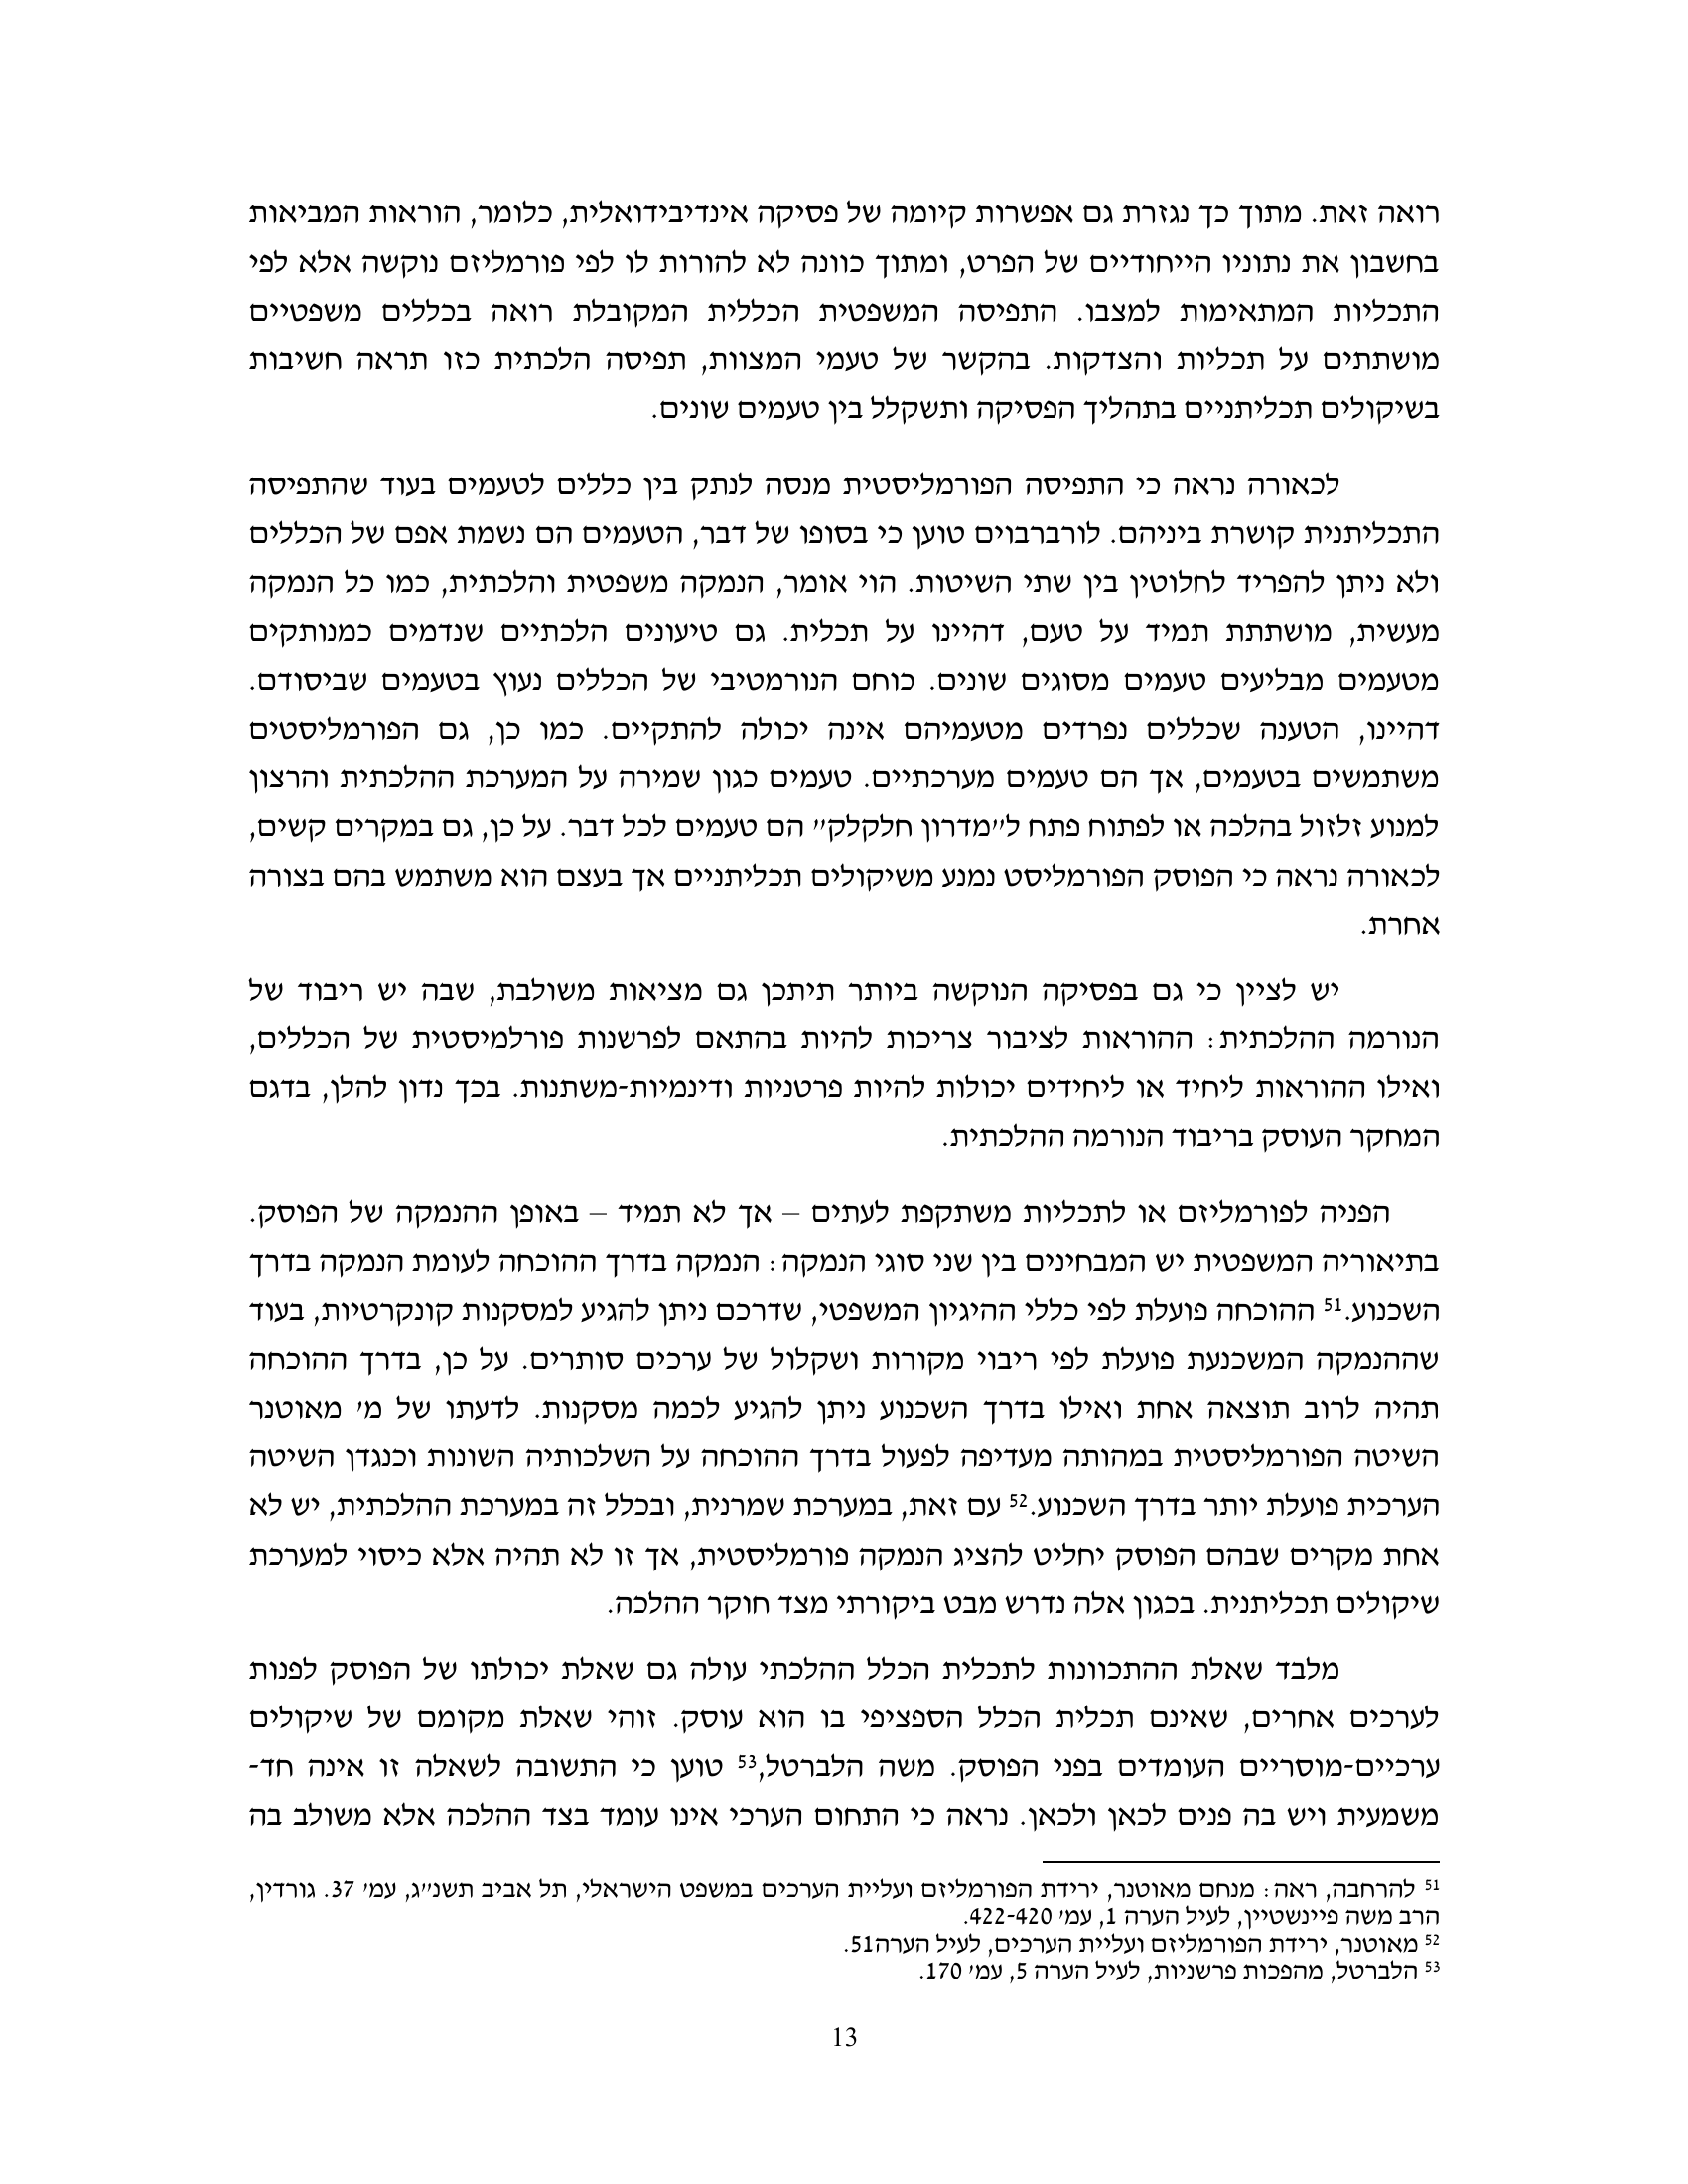 רואה זאת. מתוך כך נגזרת גם אפשרות קיומה של פסיקה אינדיבידואלית, כלומר, הוראות המביאות
בחשבון את נתוניו הייחודיים של הפרט, ומתוך כוונה לא להורות לו לפי פורמליזם נוקשה אלא לפי
התכליות המתאימות למצבו. התפיסה המשפטית הכללית המקובלת רואה בכללים משפטיים
מושתתים על תכליות והצדקות. בהקשר של טעמי המצוות, תפיסה הלכתית כזו תראה חשיבות
בשיקולים תכליתניים בתהליך הפסיקה ותשקלל בין טעמים שונים.
לכאורה נראה כי התפיסה הפורמליסטית מנסה לנתק בין כללים לטעמים בעוד שהתפיסה
התכליתנית קושרת ביניהם. לורברבוים טוען כי בסופו של דבר, הטעמים הם נשמת אפם של הכללים
ולא ניתן להפריד לחלוטין בין שתי השיטות. הוי אומר, הנמקה משפטית והלכתית, כמו כל הנמקה
מעשית, מושתתת תמיד על טעם, דהיינו על תכלית. גם טיעונים הלכתיים שנדמים כמנותקים
מטעמים מבליעים טעמים מסוגים שונים. כוחם הנורמטיבי של הכללים נעוץ בטעמים שביסודם.
דהיינו, הטענה שכללים נפרדים מטעמיהם אינה יכולה להתקיים. כמו כן, גם הפורמליסטים
משתמשים בטעמים, אך הם טעמים מערכתיים. טעמים כגון שמירה על המערכת ההלכתית והרצון
למנוע זלזול בהלכה או לפתוח פתח ל"מדרון חלקלק" הם טעמים לכל דבר. על כן, גם במקרים קשים,
לכאורה נראה כי הפוסק הפורמליסט נמנע משיקולים תכליתניים אך בעצם הוא משתמש בהם בצורה
אחרת.
יש לציין כי גם בפסיקה הנוקשה ביותר תיתכן גם מציאות משולבת, שבה יש ריבוד של
הנורמה ההלכתית: ההוראות לציבור צריכות להיות בהתאם לפרשנות פורלמיסטית של הכללים,
ואילו ההוראות ליחיד או ליחידים יכולות להיות פרטניות ודינמיות-משתנות. בכך נדון להלן, בדגם
המחקר העוסק בריבוד הנורמה ההלכתית.
הפניה לפורמליזם או לתכליות משתקפת לעתים – אך לא תמיד – באופן ההנמקה של הפוסק.
בתיאוריה המשפטית יש המבחינים בין שני סוגי הנמקה: הנמקה בדרך ההוכחה לעומת הנמקה בדרך
השכנוע.51 ההוכחה פועלת לפי כללי ההיגיון המשפטי, שדרכם ניתן להגיע למסקנות קונקרטיות, בעוד
שההנמקה המשכנעת פועלת לפי ריבוי מקורות ושקלול של ערכים סותרים. על כן, בדרך ההוכחה
תהיה לרוב תוצאה אחת ואילו בדרך השכנוע ניתן להגיע לכמה מסקנות. לדעתו של מ' מאוטנר
השיטה הפורמליסטית במהותה מעדיפה לפעול בדרך ההוכחה על השלכותיה השונות וכנגדן השיטה
הערכית פועלת יותר בדרך השכנוע.52 עם זאת, במערכת שמרנית, ובכלל זה במערכת ההלכתית, יש לא
אחת מקרים שבהם הפוסק יחליט להציג הנמקה פורמליסטית, אך זו לא תהיה אלא כיסוי למערכת
שיקולים תכליתנית. בכגון אלה נדרש מבט ביקורתי מצד חוקר ההלכה.
מלבד שאלת ההתכוונות לתכלית הכלל ההלכתי עולה גם שאלת יכולתו של הפוסק לפנות
לערכים אחרים, שאינם תכלית הכלל הספציפי בו הוא עוסק. זוהי שאלת מקומם של שיקולים
ערכיים-מוסריים העומדים בפני הפוסק. משה הלברטל,53 טוען כי התשובה לשאלה זו אינה חד-
משמעית ויש בה פנים לכאן ולכאן. נראה כי התחום הערכי אינו עומד בצד ההלכה אלא משולב בה
51 להרחבה, ראה: מנחם מאוטנר, ירידת הפורמליזם ועליית הערכים במשפט הישראלי, תל אביב תשנ"ג, עמ' 37. גורדין,
הרב משה פיינשטיין, לעיל הערה 1, עמ' 422-420.
52 מאוטנר, ירידת הפורמליזם ועליית הערכים, לעיל הערה51.
53 הלברטל, מהפכות פרשניות, לעיל הערה 5, עמ' 170.
13